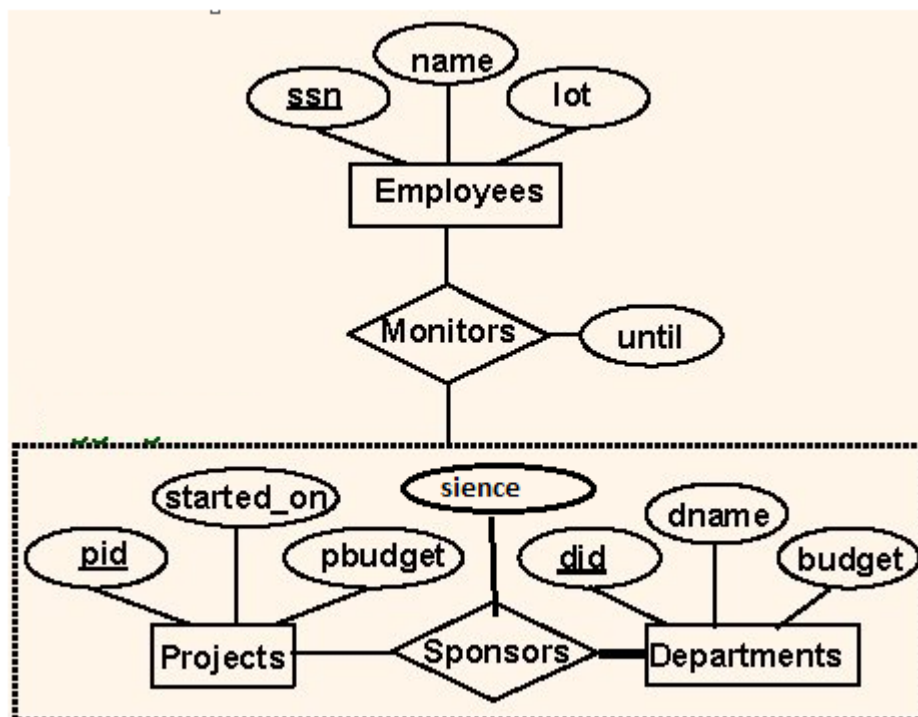 name
ssn
lot
Employees
Monitors
until
sience
started_on
dname
pid
pbudget
did
budget
Projects
Sponsors
Departments